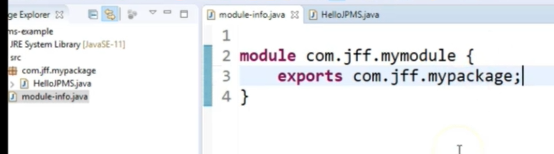 ge Explorer
ms-example
JRE System Library [JavaSE-11]
src
com.jff.mypackage
HelloJPMS.java
module-info.java
module-info.java HelloJPMS.java
1
2 module com.jff.mymodule {
3 exports com.jff.mypackage;
4 }